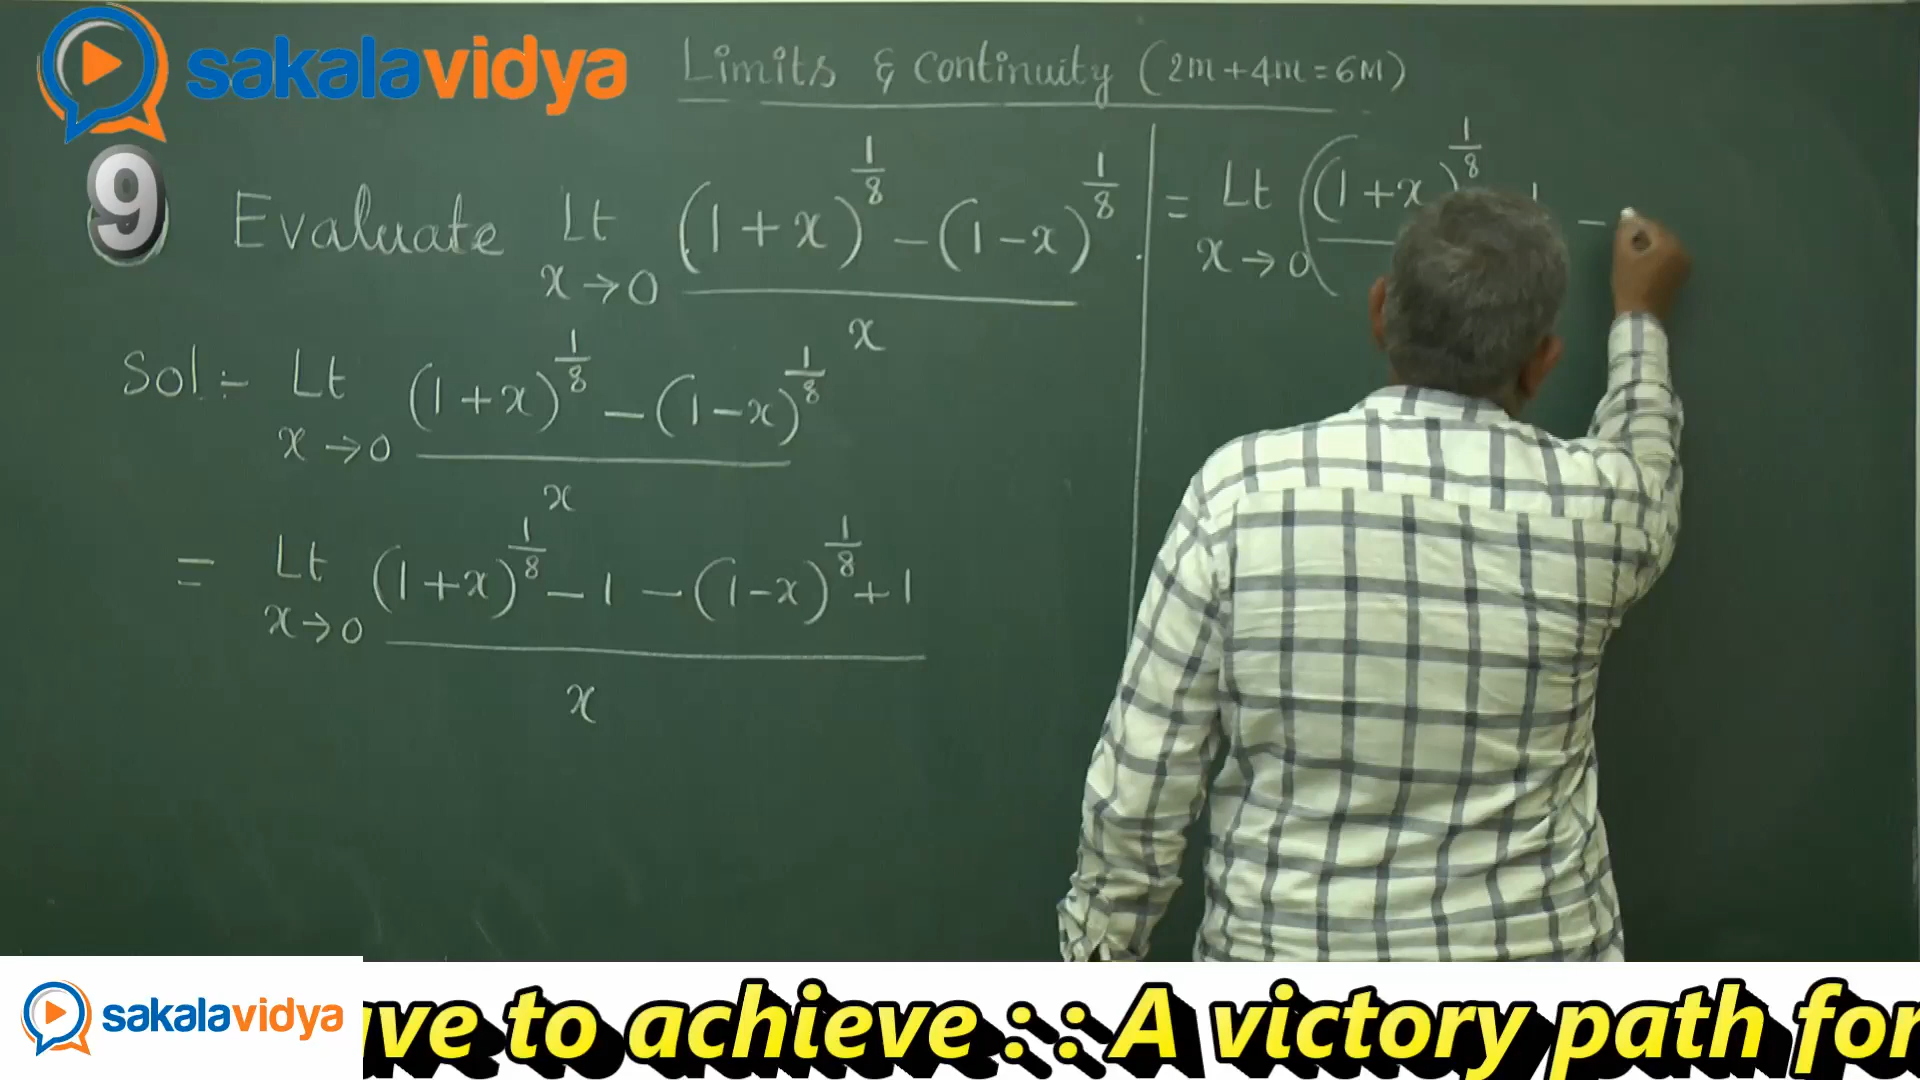 sakalavidya
Limits & Continuity (2m+4m=6M)
9
Evaluate Lt x→0 ((1+x)^{1/8} - (1-x)^{1/8}) / x .
Sol:- Lt x→0 ((1+x)^{1/8} - (1-x)^{1/8}) / x
= Lt x→0 ((1+x)^{1/8} - 1 - (1-x)^{1/8} + 1) / x
= Lt x→0 ( (1+x)^{1/8} 1 -
sakalavidya
to achieve :: A victory path for